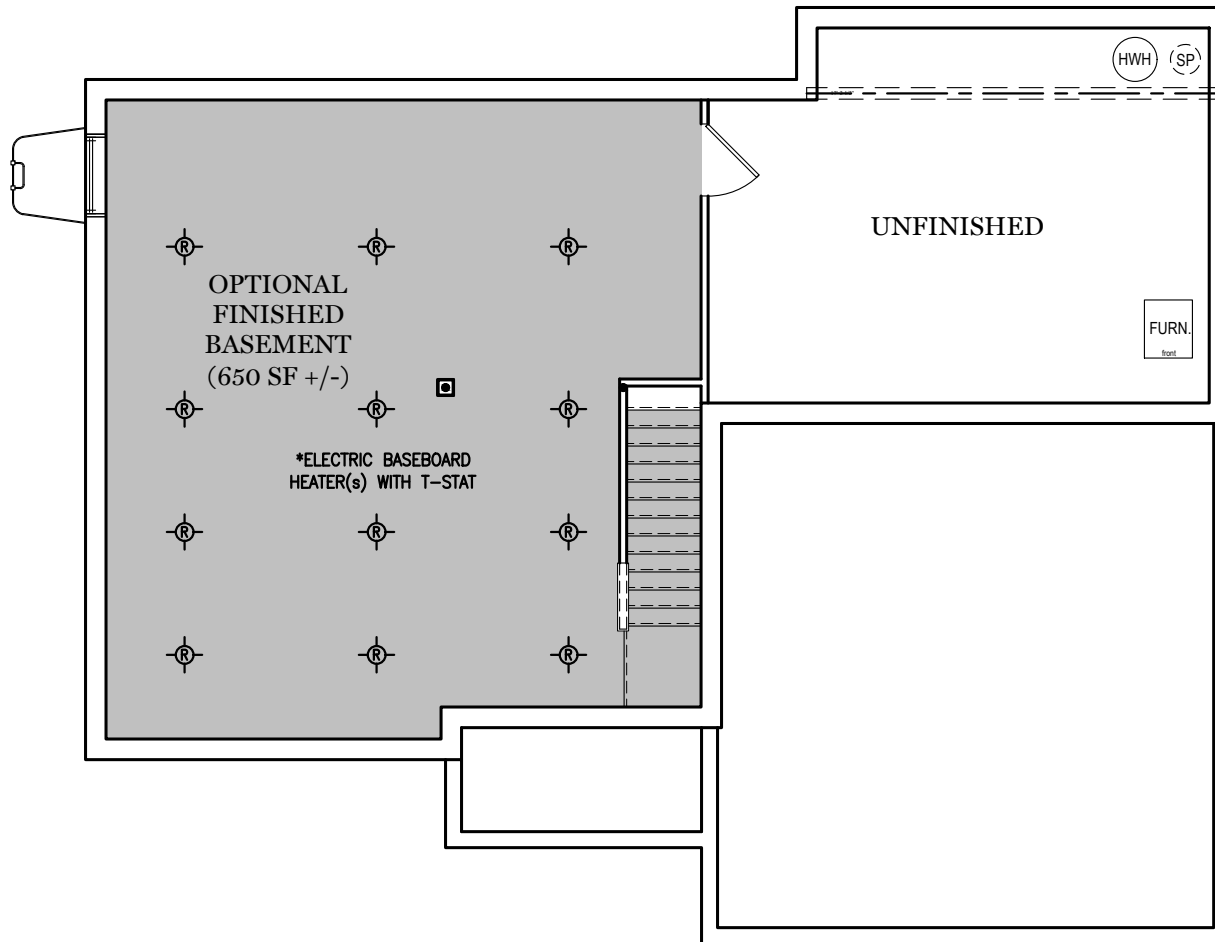 HWH
SP
UNFINISHED
OPTIONAL
FINISHED
BASEMENT
(650 SF +/-)
FURN.
front
*ELECTRIC BASEBOARD
HEATER(s) WITH T-STAT
R
R
R
R
R
R
R
R
R
R
R
R